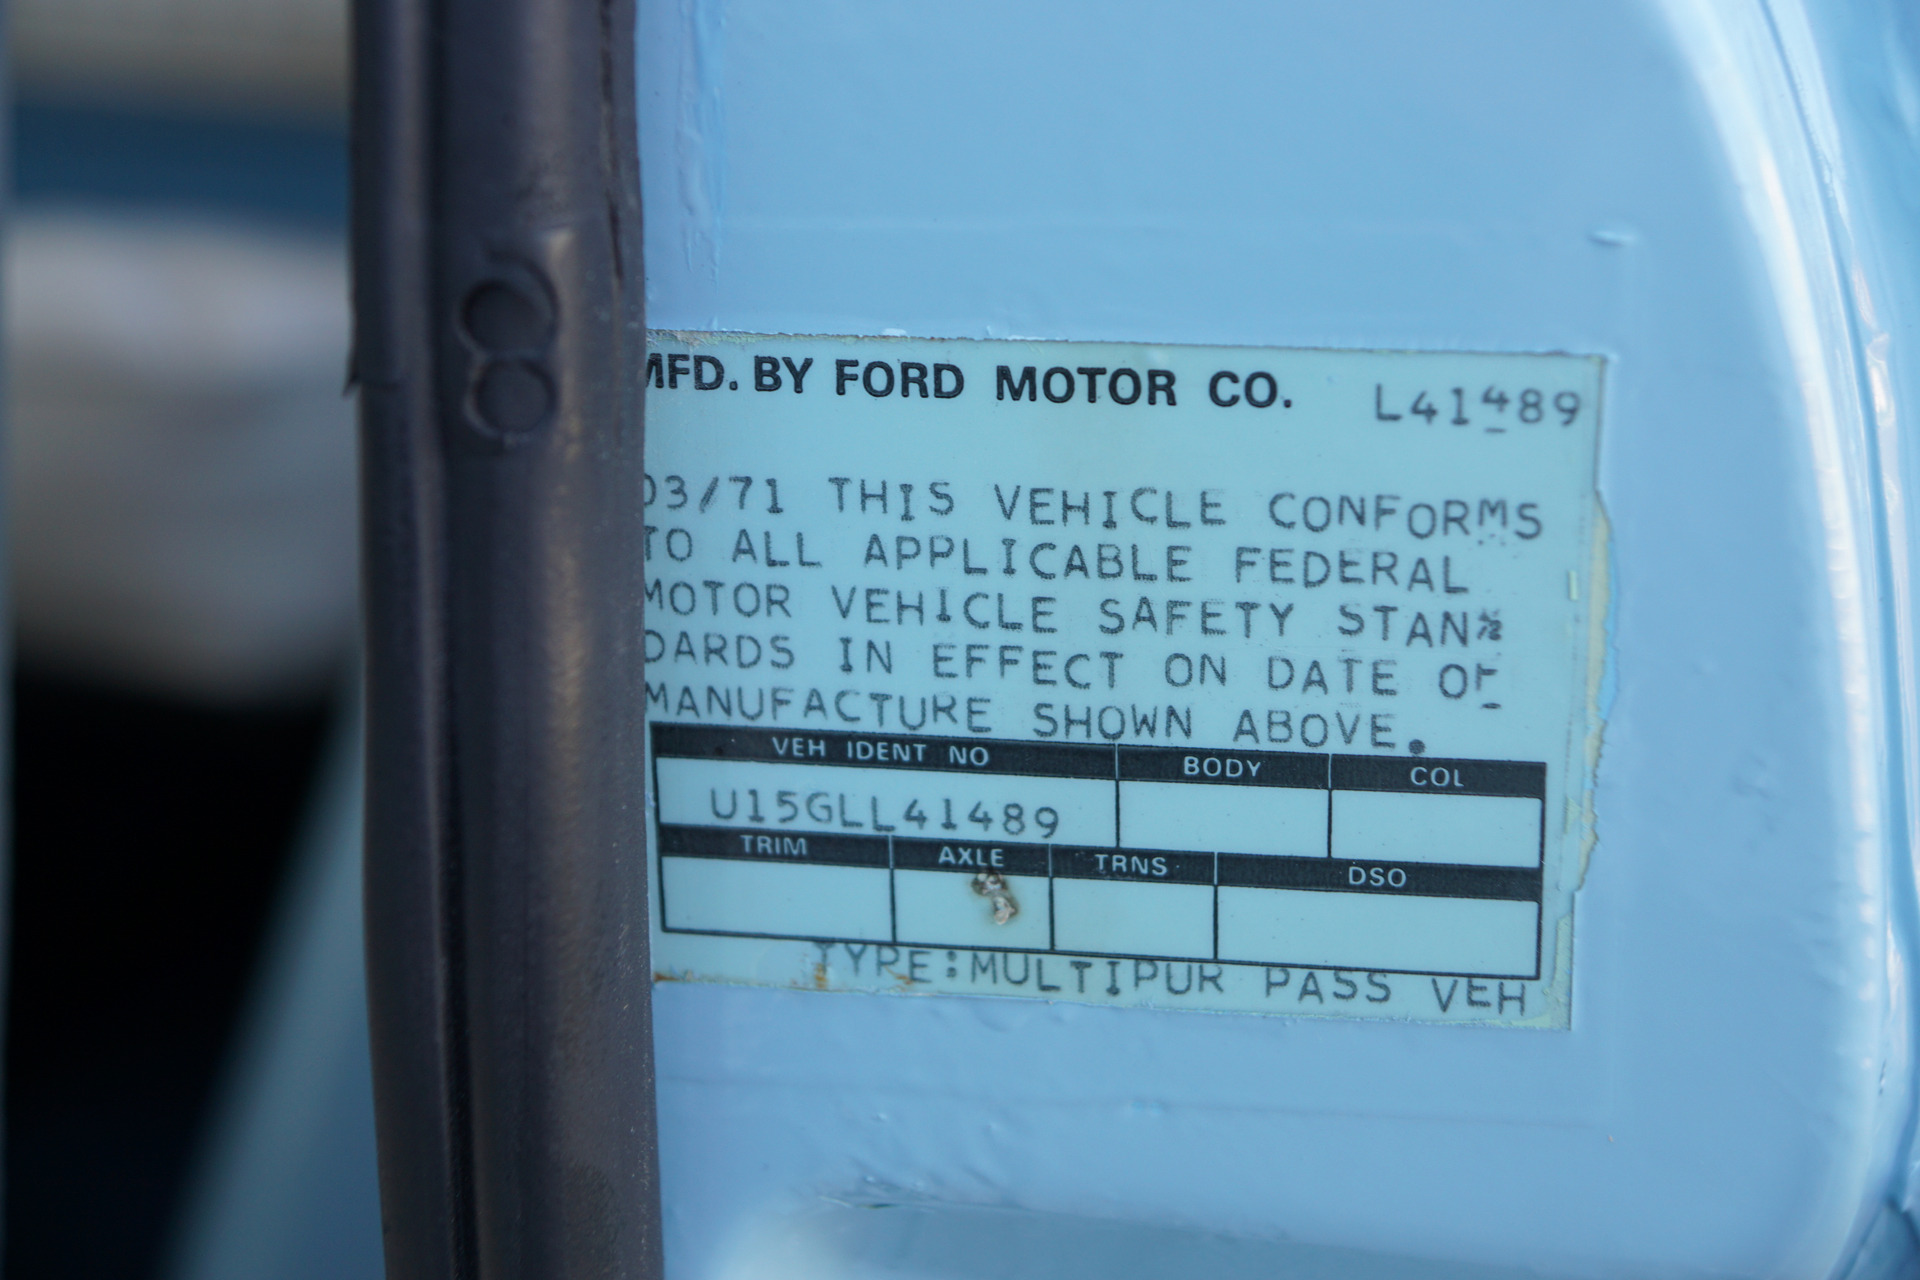 MFD. BY FORD MOTOR CO. L41489
03/71 THIS VEHICLE CONFORMS
TO ALL APPLICABLE FEDERAL
MOTOR VEHICLE SAFETY STAN-
DARDS IN EFFECT ON DATE OF
MANUFACTURE SHOWN ABOVE.
VEH IDENT NO BODY COL
U15GLL41489
TRIM AXLE TRNS DSO
TYPE:MULTIPUR PASS VEH